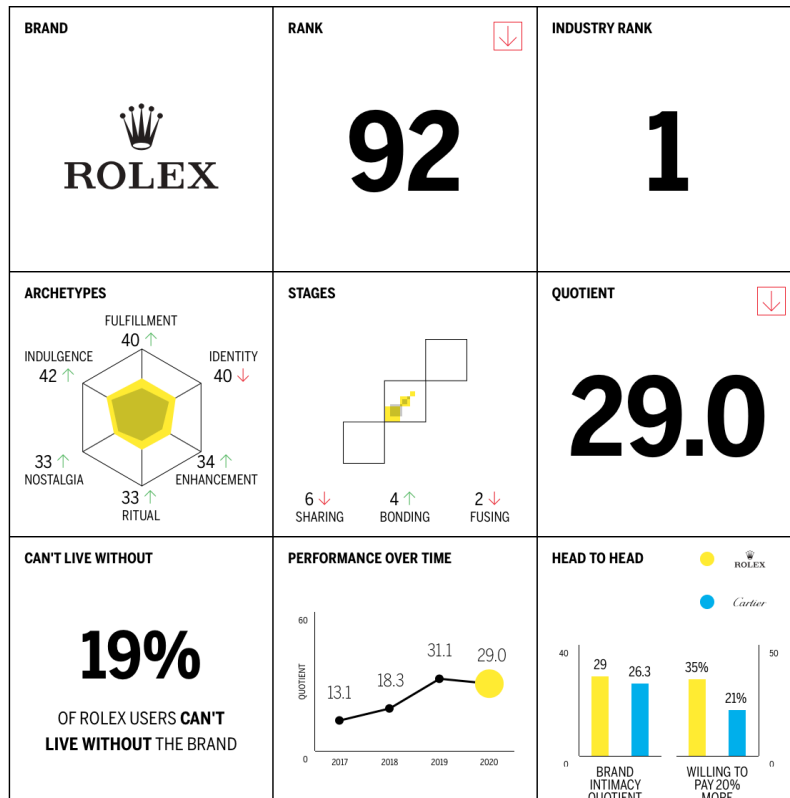 BRAND
ROLEX
RANK
92
INDUSTRY RANK
1
ARCHETYPES
FULFILLMENT
40
INDULGENCE
42
IDENTITY
40
33
NOSTALGIA
34
ENHANCEMENT
33
RITUAL
STAGES
6 4 2
SHARING BONDING FUSING
QUOTIENT
29.0
CAN'T LIVE WITHOUT
19%
OF ROLEX USERS CAN'T
LIVE WITHOUT THE BRAND
PERFORMANCE OVER TIME
60
QUOTIENT
13.1 18.3 31.1 29.0
0
2017 2018 2019 2020
HEAD TO HEAD
ROLEX
Cartier
40 50
29 26.3 35% 21%
0 0
BRAND
INTIMACY
QUOTIENT
WILLING TO
PAY 20%
MORE